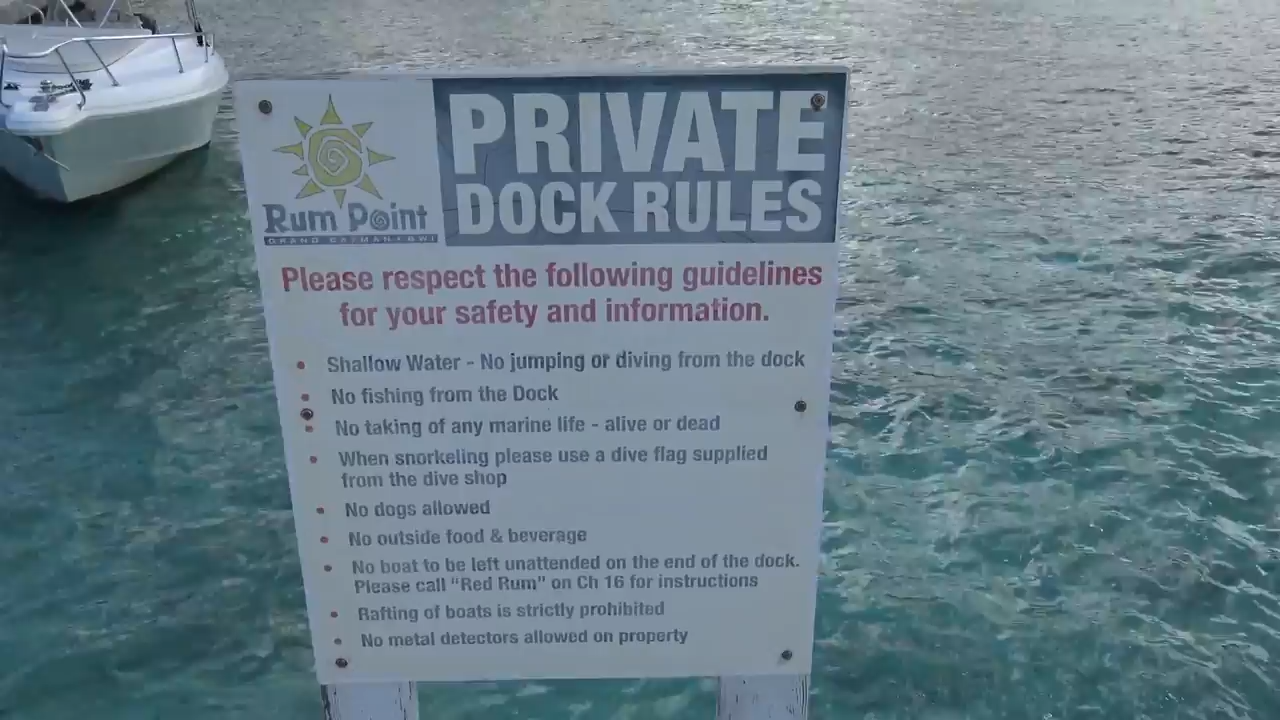 PRIVATE
DOCK RULES
Rum Point
GRAND CAYMAN • BWI
Please respect the following guidelines
for your safety and information.
• Shallow Water - No jumping or diving from the dock
• No fishing from the Dock
• No taking of any marine life - alive or dead
• When snorkeling please use a dive flag supplied
from the dive shop
• No dogs allowed
• No outside food & beverage
• No boat to be left unattended on the end of the dock.
Please call "Red Rum" on Ch 16 for instructions
• Rafting of boats is strictly prohibited
• No metal detectors allowed on property